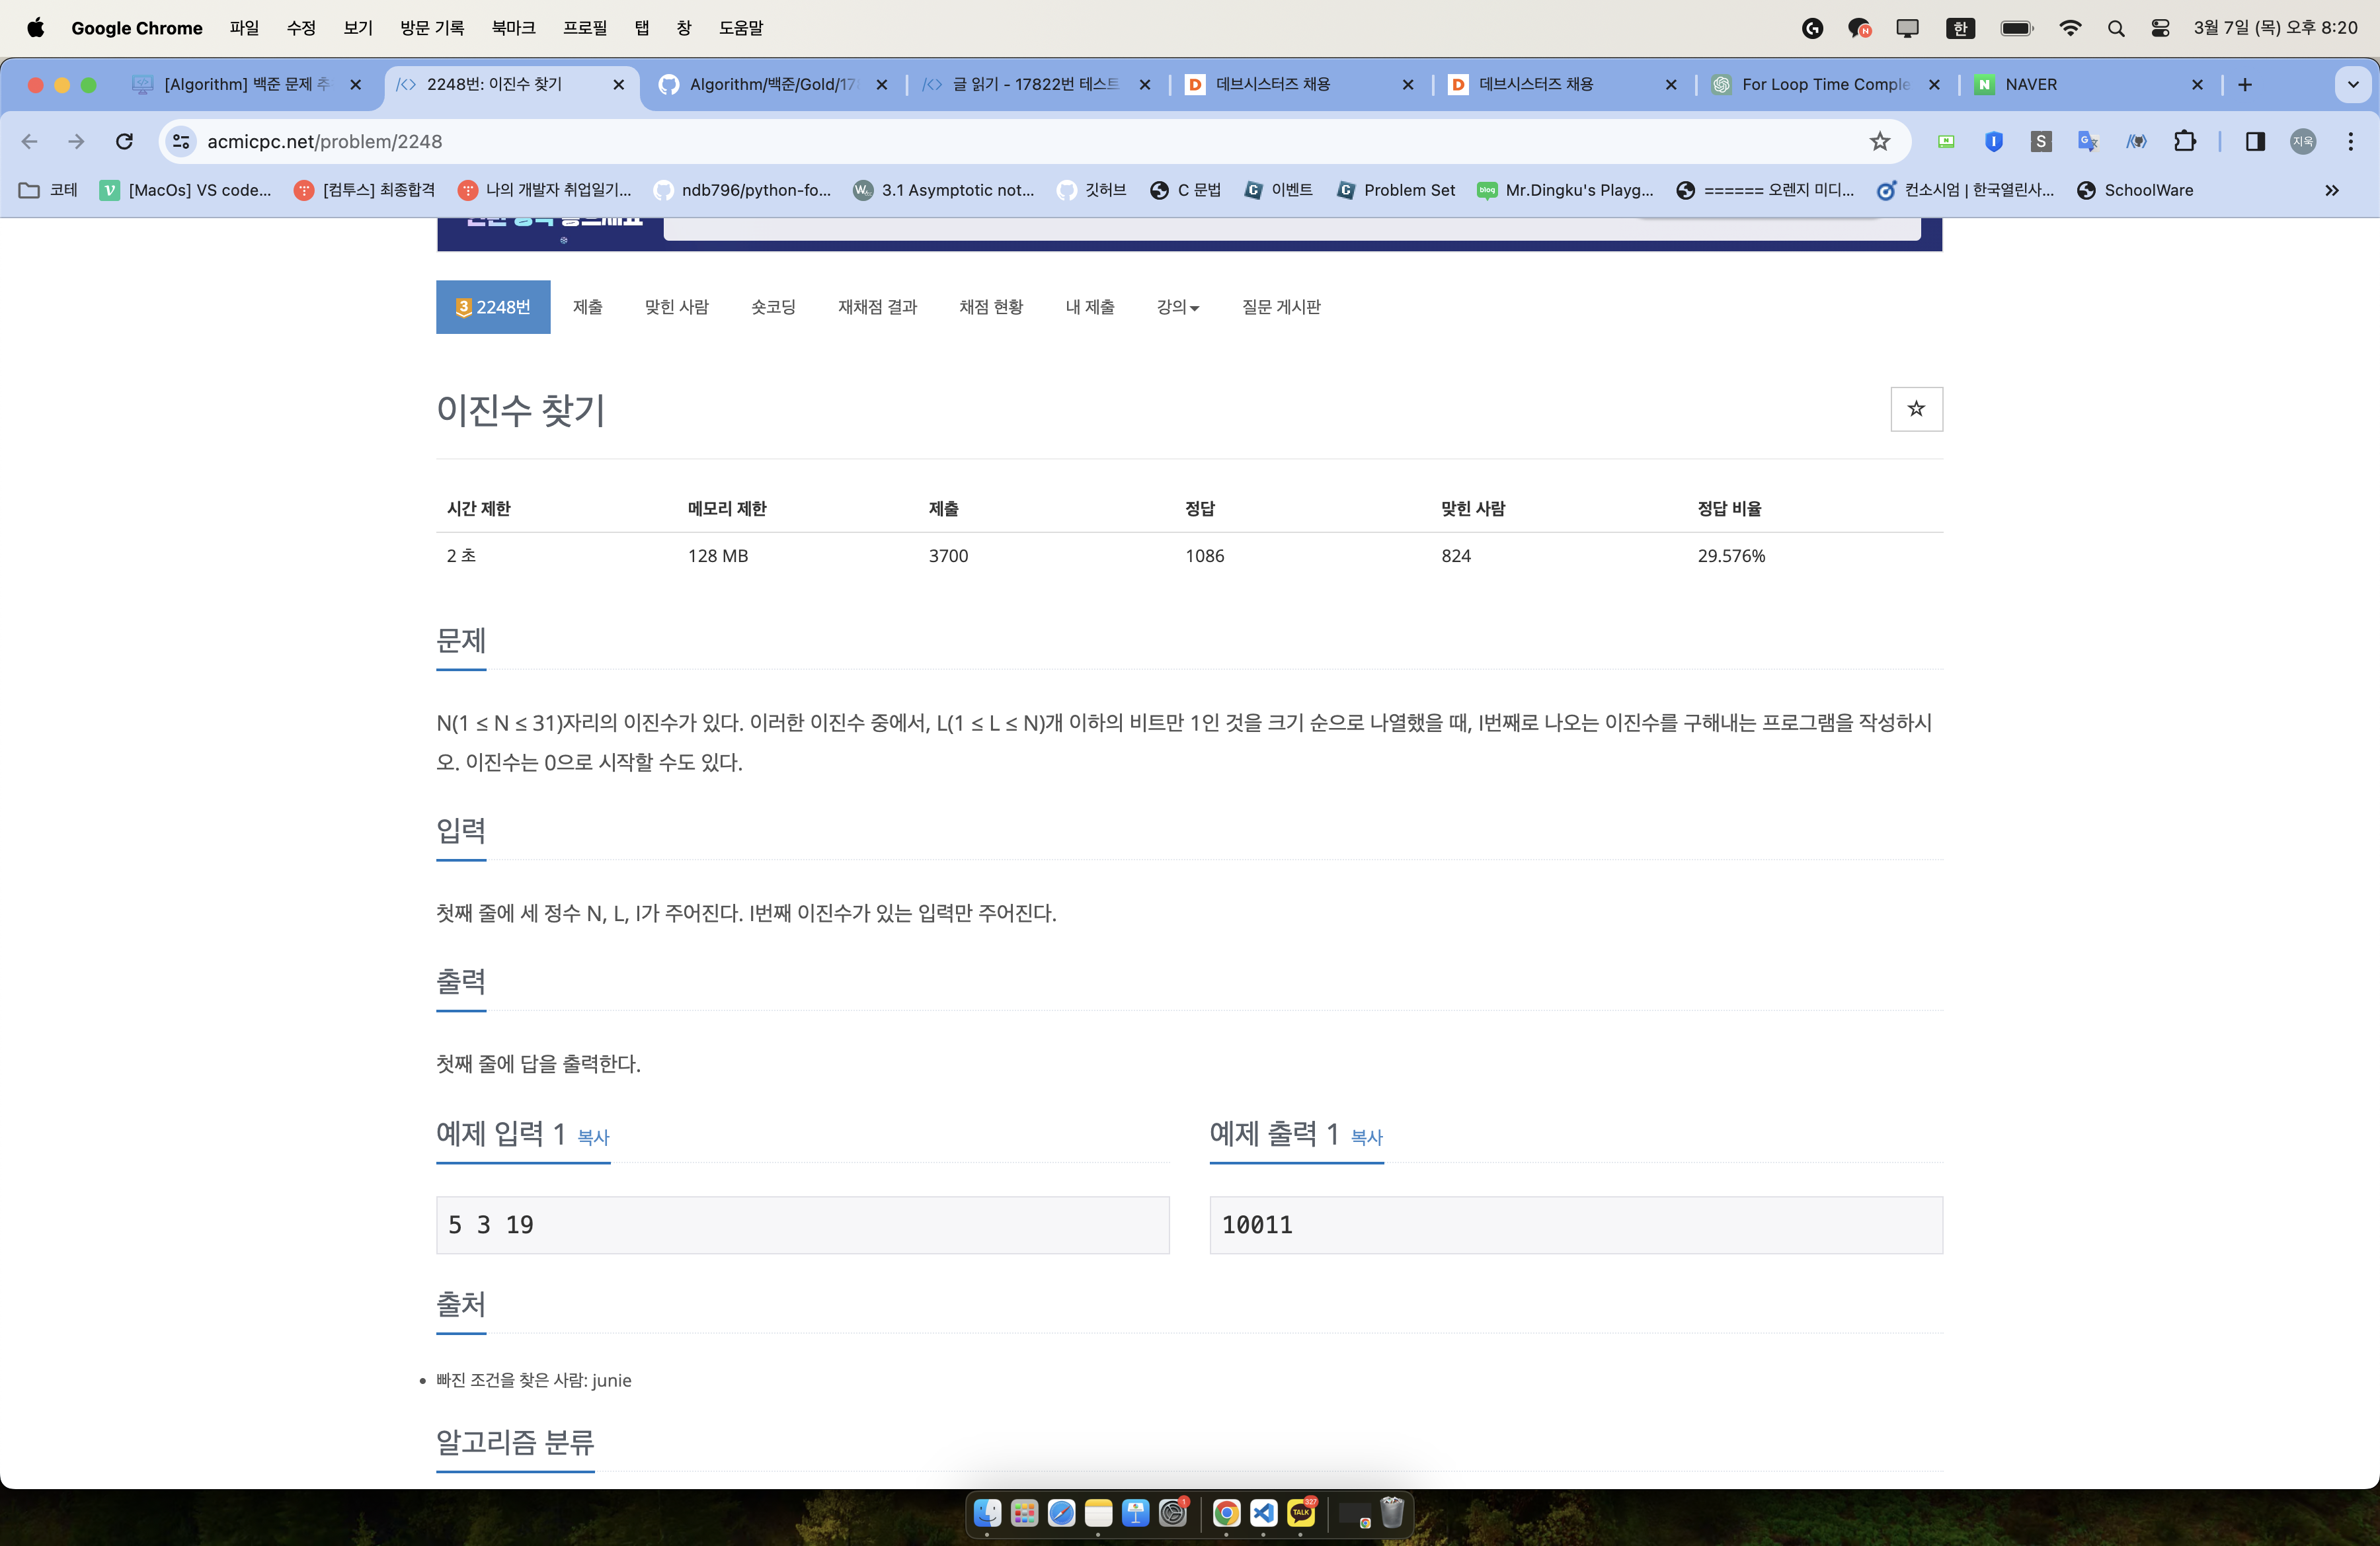 Google Chrome 파일 수정 보기 방문 기록 북마크 프로필 탭 창 도움말 한 3월 7일 (목) 오후 8:20
[Algorithm] 백준 문제 추 2248번: 이진수 찾기 Algorithm/백준/Gold/17 글 읽기 - 17822번 테스트 데브시스터즈 채용 데브시스터즈 채용 For Loop Time Comple NAVER
acmicpc.net/problem/2248 지욱
코테 [MacOs] VS code... [컴투스] 최종합격 나의 개발자 취업일기... ndb796/python-fo... 3.1 Asymptotic not... 깃허브 C 문법 이벤트 Problem Set Mr.Dingku's Playg... ====== 오렌지 미디... 컨소시엄 | 한국열린사... SchoolWare
3 2248번 제출 맞힌 사람 숏코딩 재채점 결과 채점 현황 내 제출 강의 질문 게시판
이진수 찾기
시간 제한 메모리 제한 제출 정답 맞힌 사람 정답 비율
2 초 128 MB 3700 1086 824 29.576%
문제
N(1 ≤ N ≤ 31)자리의 이진수가 있다. 이러한 이진수 중에서, L(1 ≤ L ≤ N)개 이하의 비트만 1인 것을 크기 순으로 나열했을 때, I번째로 나오는 이진수를 구해내는 프로그램을 작성하시
오. 이진수는 0으로 시작할 수도 있다.
입력
첫째 줄에 세 정수 N, L, I가 주어진다. I번째 이진수가 있는 입력만 주어진다.
출력
첫째 줄에 답을 출력한다.
예제 입력 1 복사 예제 출력 1 복사
5 3 19 10011
출처
빠진 조건을 찾은 사람: junie
알고리즘 분류
1 TALK 327